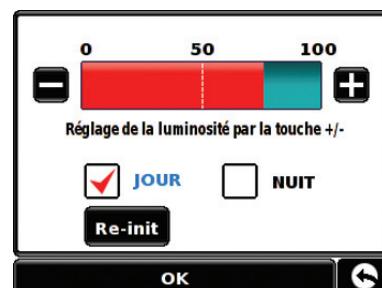 0 50 100
Réglage de la luminosité par la touche +/-
JOUR NUIT
Re-init
OK